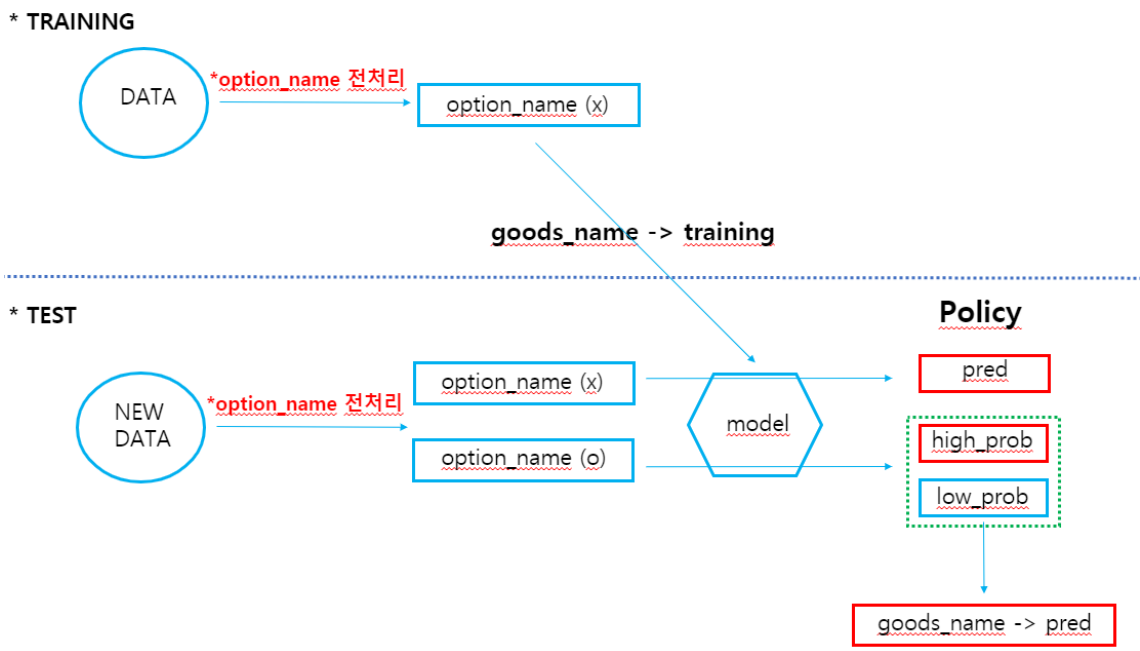 * TRAINING
DATA
*option_name 전처리
option_name (x)
goods_name -> training
* TEST
Policy
NEW
DATA
*option_name 전처리
option_name (x)
option_name (o)
model
pred
high_prob
low_prob
goods_name -> pred